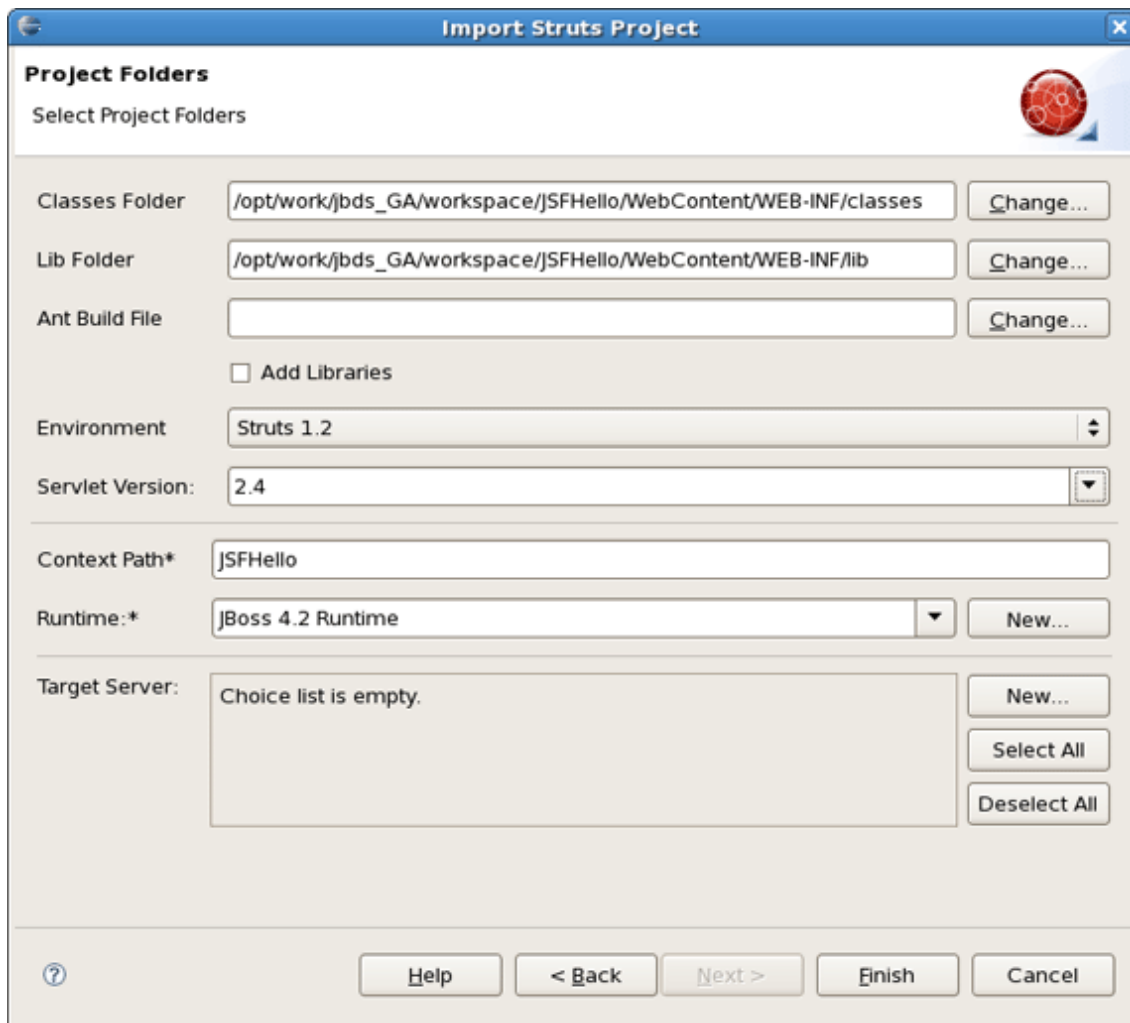 Import Struts Project
Project Folders
Select Project Folders
Classes Folder /opt/work/jbds_GA/workspace/JSFHello/WebContent/WEB-INF/classes Change...
Lib Folder /opt/work/jbds_GA/workspace/JSFHello/WebContent/WEB-INF/lib Change...
Ant Build File Change...
Add Libraries
Environment Struts 1.2
Servlet Version: 2.4
Context Path* JSFHello
Runtime:* JBoss 4.2 Runtime New...
Target Server: Choice list is empty. New...
Select All
Deselect All
? Help < Back Next > Finish Cancel